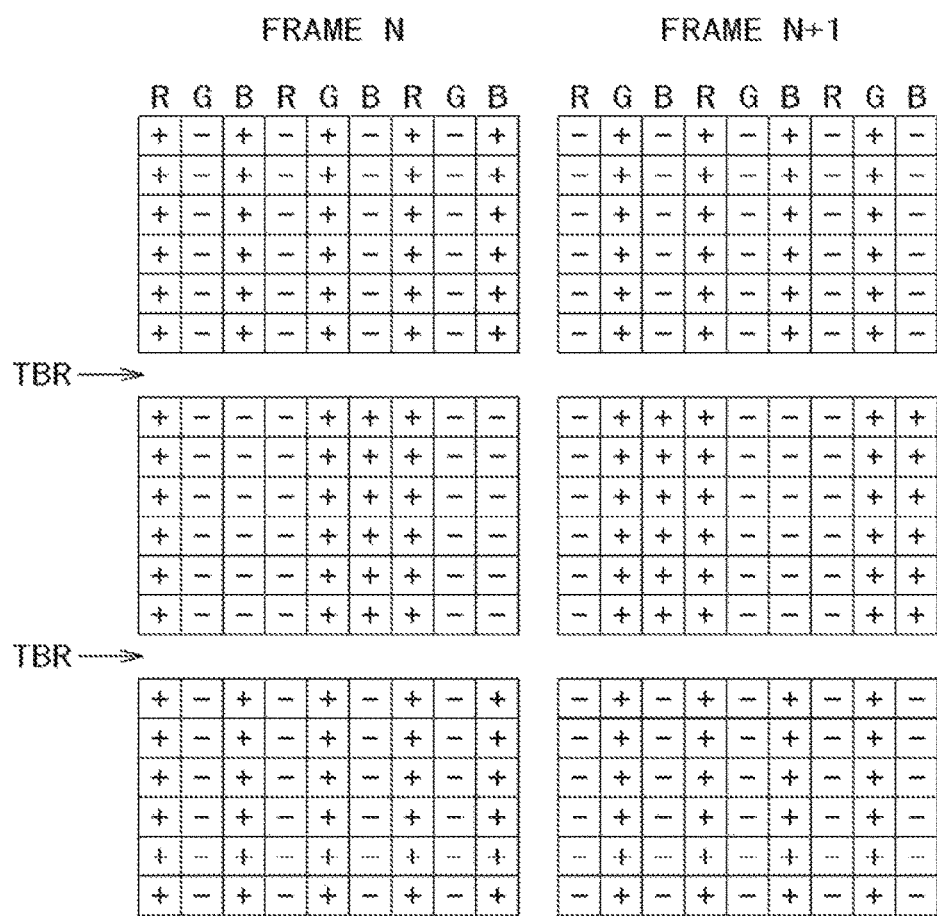 FRAME N FRAME N+1
R G B R G B R G B R G B R G B R G B
+ - + - + - + - + - + - + - + - + -
+ - + - + - + - + - + - + - + - + -
+ - + - + - + - + - + - + - + - + -
+ - + - + - + - + - + - + - + - + -
+ - + - + - + - + - + - + - + - + -
+ - + - + - + - + - + - + - + - + -
TBR
+ - - - + + + - - - + + + - - - + +
+ - - - + + + - - - + + + - - - + +
+ - - - + + + - - - + + + - - - + +
+ - - - + + + - - - + + + - - - + +
+ - - - + + + - - - + + + - - - + +
+ - - - + + + - - - + + + - - - + +
TBR
+ - + - + - + - + - + - + - + - + -
+ - + - + - + - + - + - + - + - + -
+ - + - + - + - + - + - + - + - + -
+ - + - + - + - + - + - + - + - + -
+ - + - + - + - + - + - + - + - + -
+ - + - + - + - + - + - + - + - + -